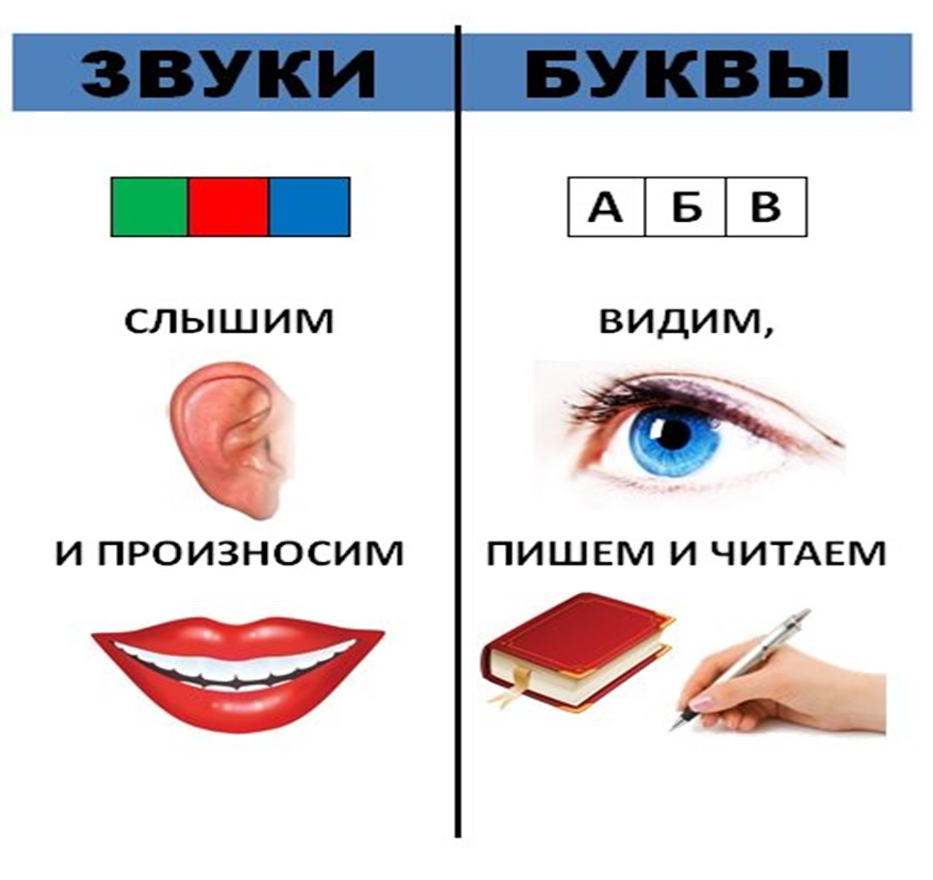 ЗВУКИ
СЛЫШИМ
И ПРОИЗНОСИМ
БУКВЫ
А Б В
ВИДИМ,
ПИШЕМ И ЧИТАЕМ